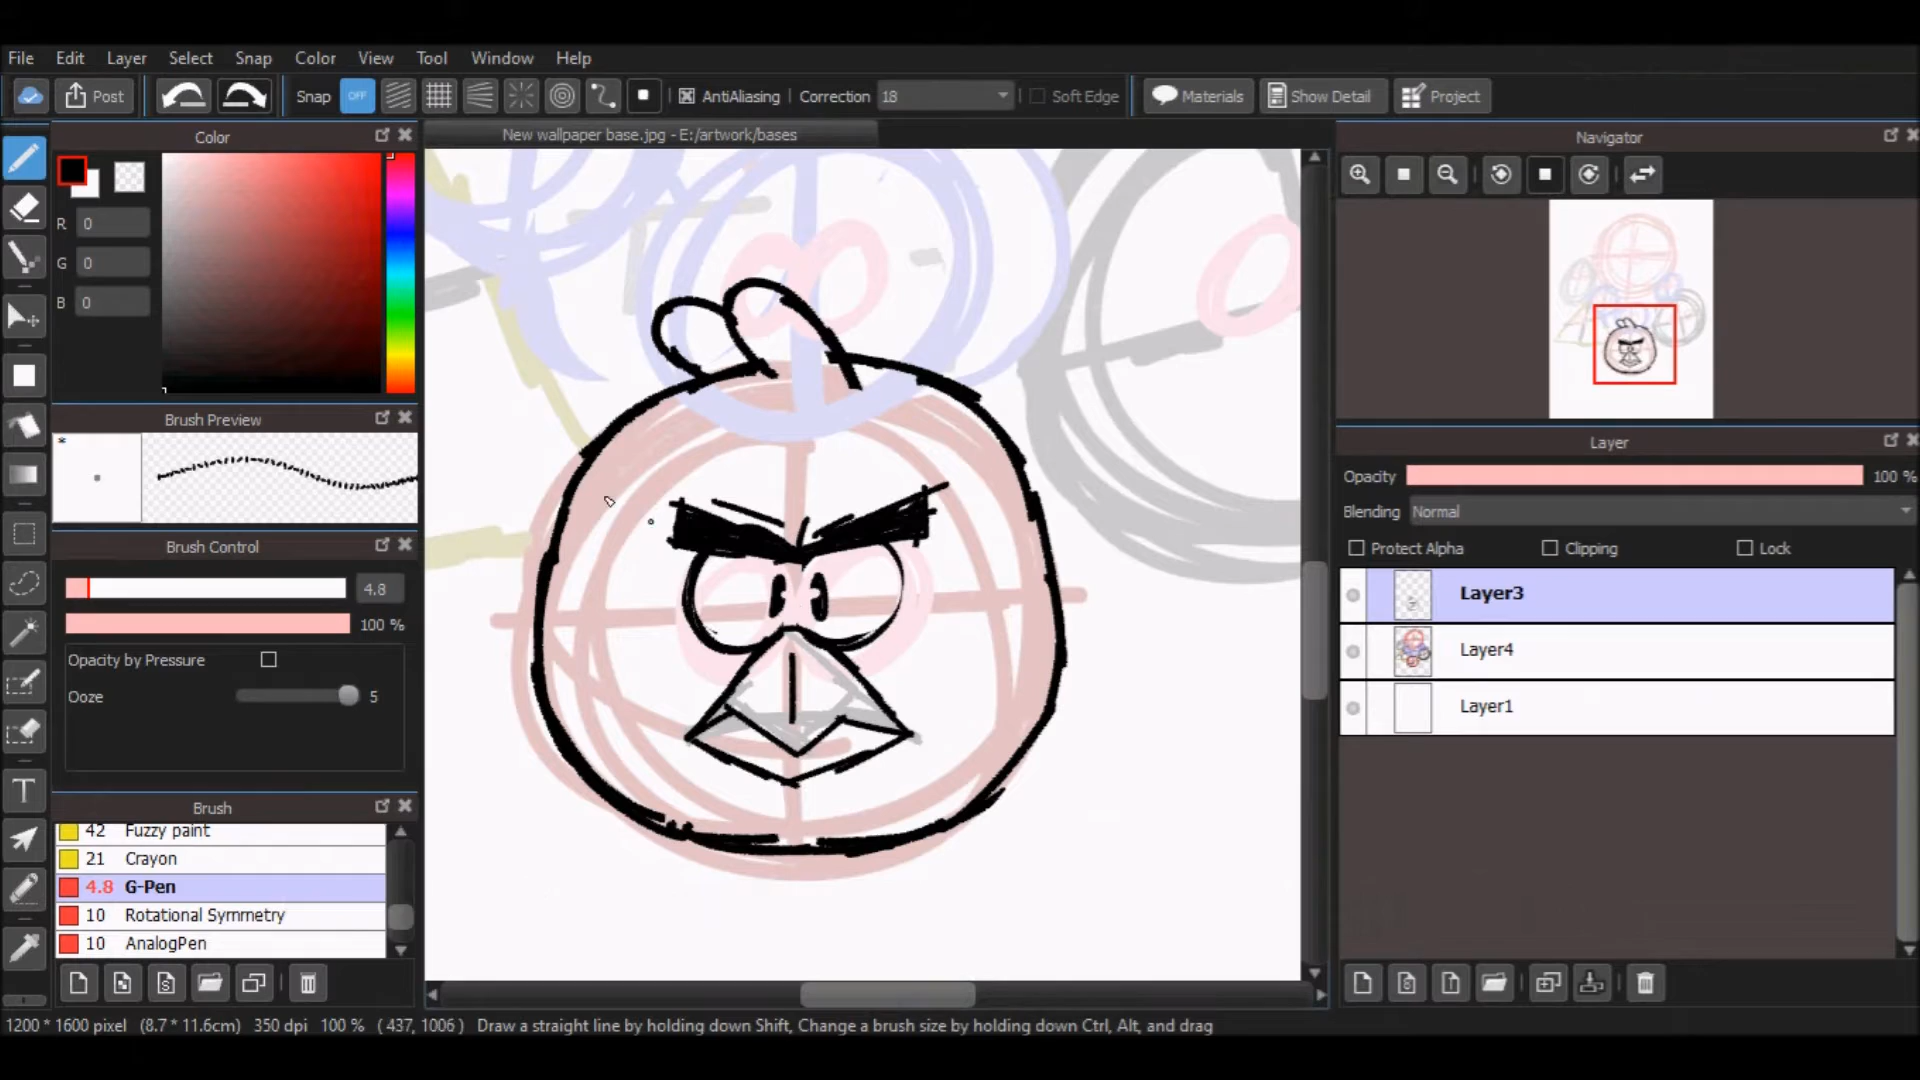 File Edit Layer Select Snap Color View Tool Window Help
Post Snap OFF AntiAliasing Correction 18 Soft Edge Materials Show Detail Project
Color
New wallpaper base.jpg - E:/artwork/bases
Navigator
R 0
G 0
B 0
Brush Preview
*
Brush Control
4.8
100 %
Opacity by Pressure
Ooze 5
Brush
42 Fuzzy paint
21 Crayon
4.8 G-Pen
10 Rotational Symmetry
10 AnalogPen
Layer
Opacity 100 %
Blending Normal
Protect Alpha Clipping Lock
Layer3
Layer4
Layer1
1200 * 1600 pixel (8.7 * 11.6cm) 350 dpi 100 % ( 437, 1006 ) Draw a straight line by holding down Shift, Change a brush size by holding down Ctrl, Alt, and drag